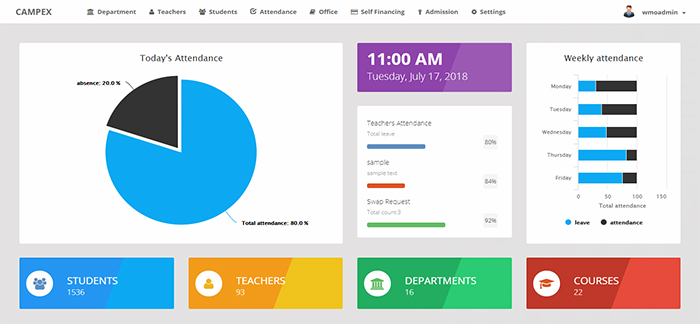 CAMPEX Department Teachers Students Attendance Office Self Financing Admission Settings wmoadmin
Today's Attendance
absence: 20.0 %
Total attendance: 80.0 %
11:00 AM
Tuesday, July 17, 2018
Teachers Attendance
Total leave
80%
sample
sample text
84%
Swap Request
Total count:3
92%
Weekly attendance
Monday
Tuesday
Wednesday
Thursday
Friday
0 50 100 150
Total attendance
leave attendance
STUDENTS
1536
TEACHERS
93
DEPARTMENTS
16
COURSES
22